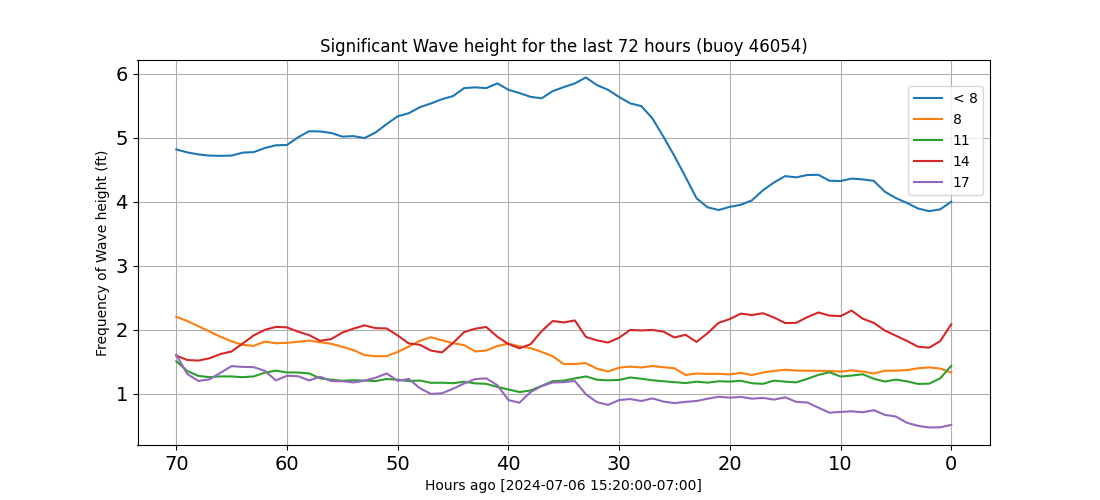 Significant Wave height for the last 72 hours (buoy 46054)
Frequency of Wave height (ft)
6
5
4
3
2
1
< 8
8
11
14
17
70 60 50 40 30 20 10 0
Hours ago [2024-07-06 15:20:00-07:00]